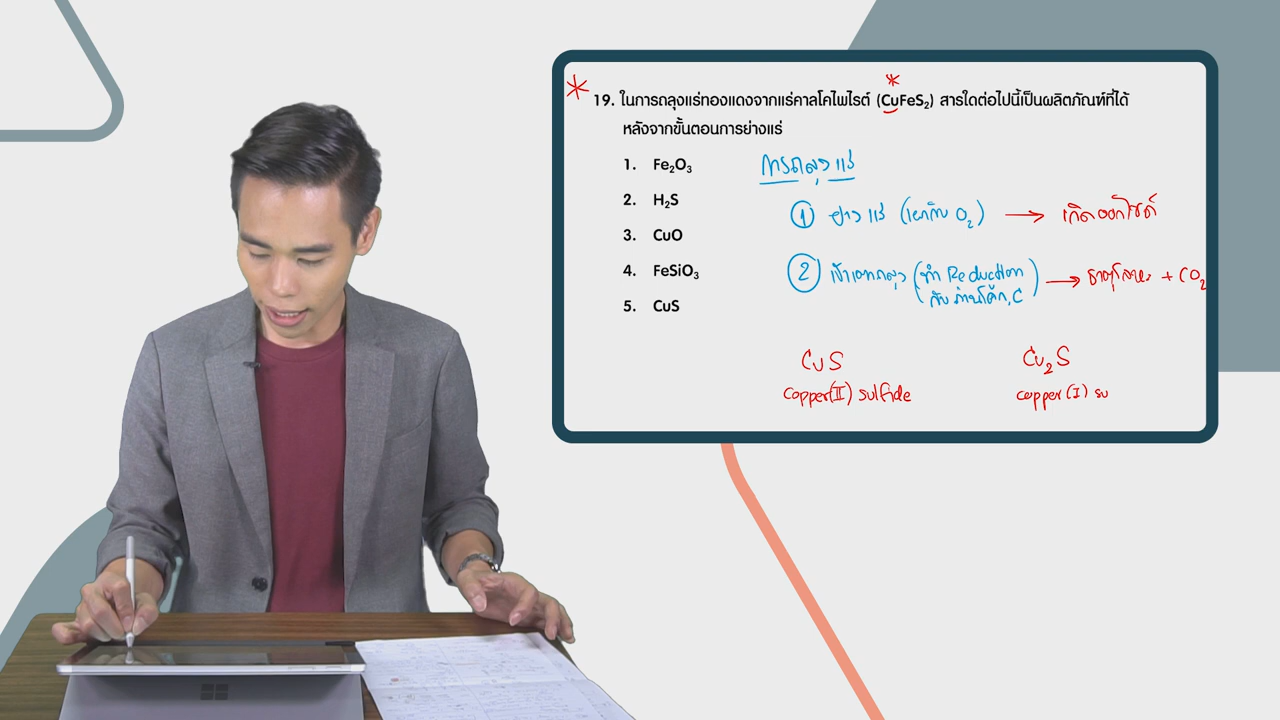 19. ในการถลุงแร่ทองแดงจากแร่คาลโคไพไรต์ (CuFeS₂) สารใดต่อไปนี้เป็นผลิตภัณฑ์ที่ได้
หลังจากขั้นตอนการย่างแร่
1. Fe₂O₃
2. H₂S
3. CuO
4. FeSiO₃
5. CuS
การถลุงแร่
① ย่างแร่ (เผากับ O₂) → เกิดออกไซด์
② เข้าเตาถลุง (ทำ Reduction → ธาตุโลหะ + CO₂
กับ ถ่านโค้ก, C)
CuS Cu₂S
copper(II) sulfide copper(I) su